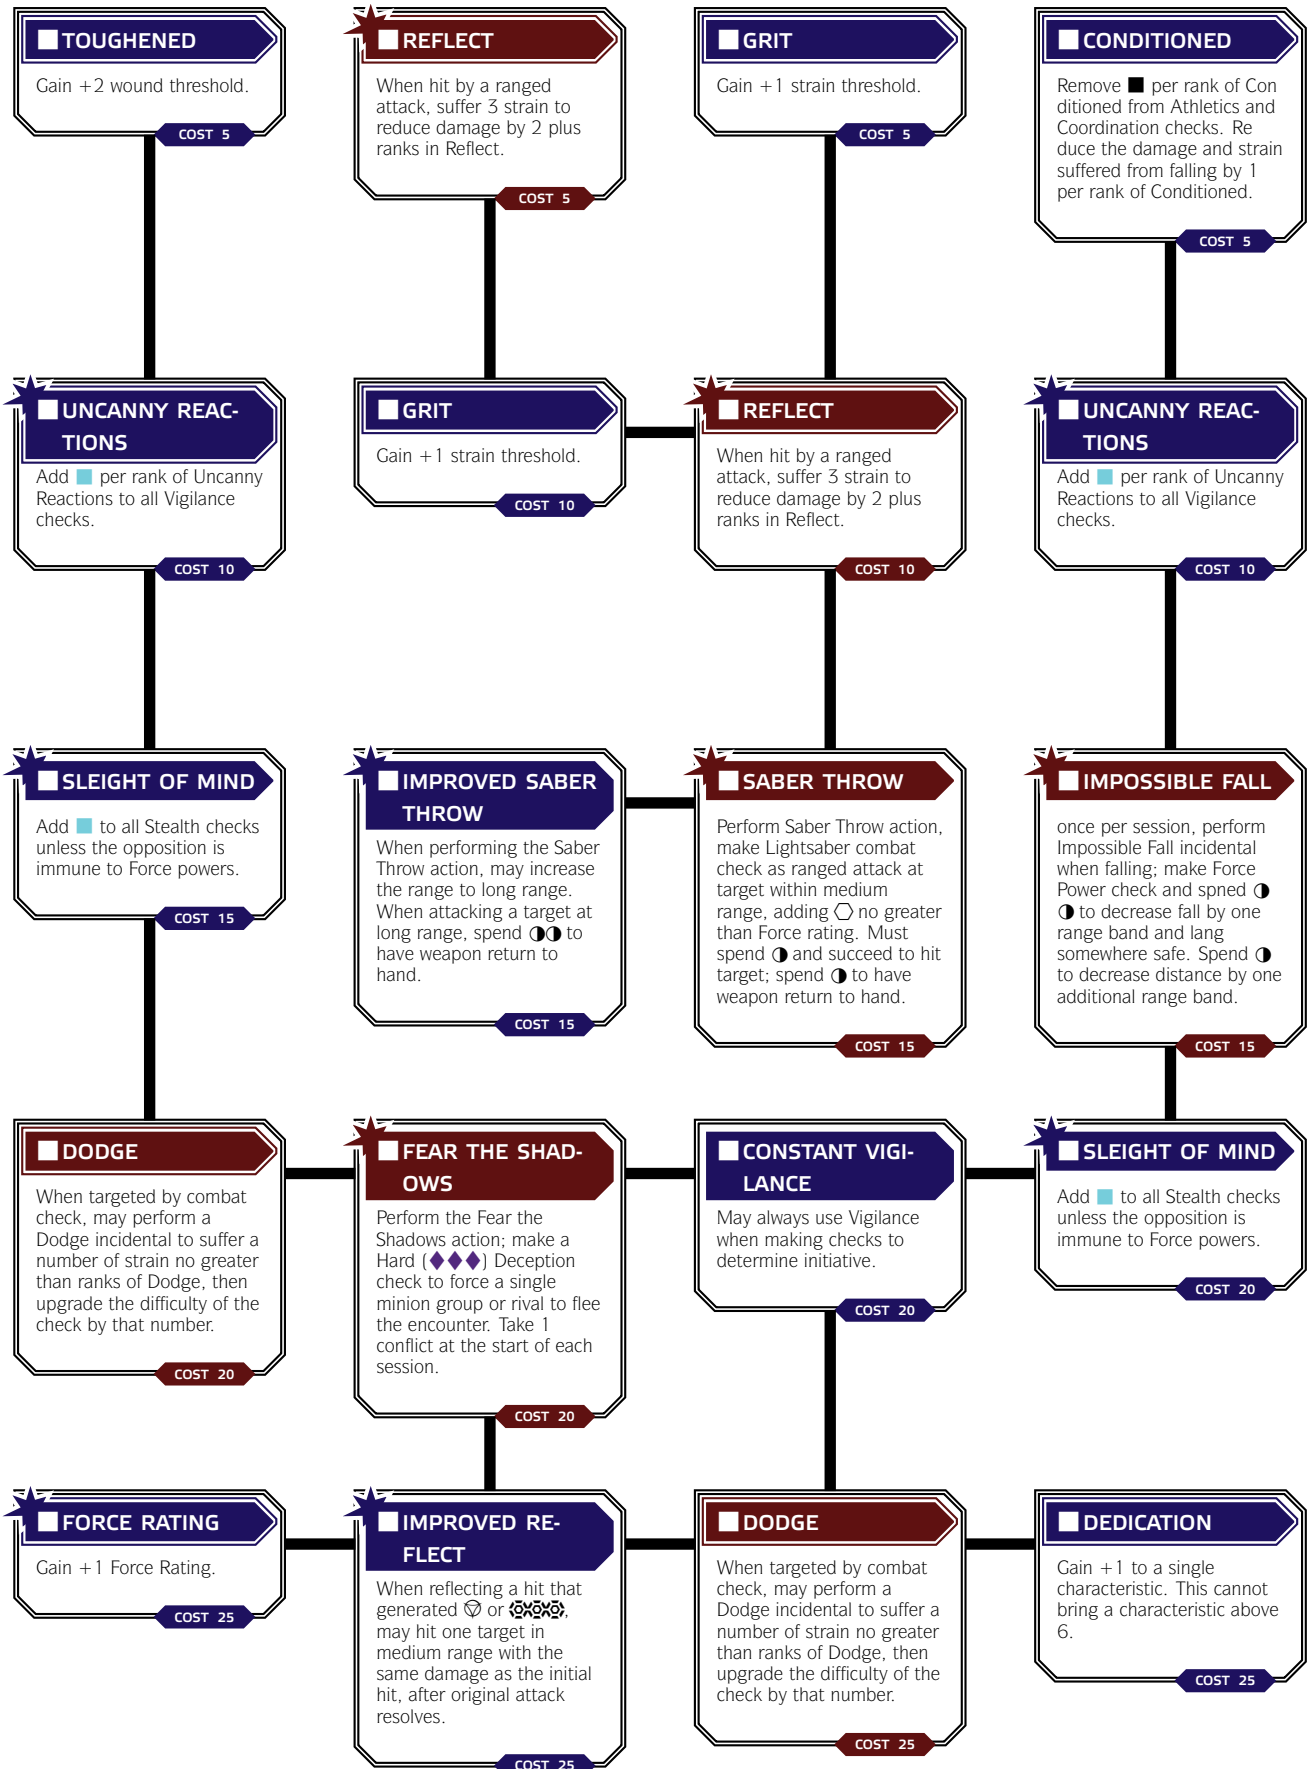 TOUGHENED
Gain +2 wound threshold.
COST 5
REFLECT
When hit by a ranged
attack, suffer 3 strain to
reduce damage by 2 plus
ranks in Reflect.
COST 5
GRIT
Gain +1 strain threshold.
COST 5
CONDITIONED
Remove ■ per rank of Con
ditioned from Athletics and
Coordination checks. Re
duce the damage and strain
suffered from falling by 1
per rank of Conditioned.
COST 5
UNCANNY REAC-
TIONS
Add ■ per rank of Uncanny
Reactions to all Vigilance
checks.
COST 10
GRIT
Gain +1 strain threshold.
COST 10
REFLECT
When hit by a ranged
attack, suffer 3 strain to
reduce damage by 2 plus
ranks in Reflect.
COST 10
UNCANNY REAC-
TIONS
Add ■ per rank of Uncanny
Reactions to all Vigilance
checks.
COST 10
SLEIGHT OF MIND
Add ■ to all Stealth checks
unless the opposition is
immune to Force powers.
COST 15
IMPROVED SABER
THROW
When performing the Saber
Throw action, may increase
the range to long range.
When attacking a target at
long range, spend ◑◑ to
have weapon return to
hand.
COST 15
SABER THROW
Perform Saber Throw action,
make Lightsaber combat
check as ranged attack at
target within medium
range, adding ⬡ no greater
than Force rating. Must
spend ◑ and succeed to hit
target; spend ◑ to have
weapon return to hand.
COST 15
IMPOSSIBLE FALL
once per session, perform
Impossible Fall incidental
when falling; make Force
Power check and spned ◑
◑ to decrease fall by one
range band and lang
somewhere safe. Spend ◑
to decrease distance by one
additional range band.
COST 15
DODGE
When targeted by combat
check, may perform a
Dodge incidental to suffer a
number of strain no greater
than ranks of Dodge, then
upgrade the difficulty of the
check by that number.
COST 20
FEAR THE SHAD-
OWS
Perform the Fear the
Shadows action; make a
Hard (◆◆◆) Deception
check to force a single
minion group or rival to flee
the encounter. Take 1
conflict at the start of each
session.
COST 20
CONSTANT VIGI-
LANCE
May always use Vigilance
when making checks to
determine initiative.
COST 20
SLEIGHT OF MIND
Add ■ to all Stealth checks
unless the opposition is
immune to Force powers.
COST 20
FORCE RATING
Gain +1 Force Rating.
COST 25
IMPROVED RE-
FLECT
When reflecting a hit that
generated or
may hit one target in
medium range with the
same damage as the initial
hit, after original attack
resolves.
COST 25
DODGE
When targeted by combat
check, may perform a
Dodge incidental to suffer a
number of strain no greater
than ranks of Dodge, then
upgrade the difficulty of the
check by that number.
COST 25
DEDICATION
Gain +1 to a single
characteristic. This cannot
bring a characteristic above
6.
COST 25